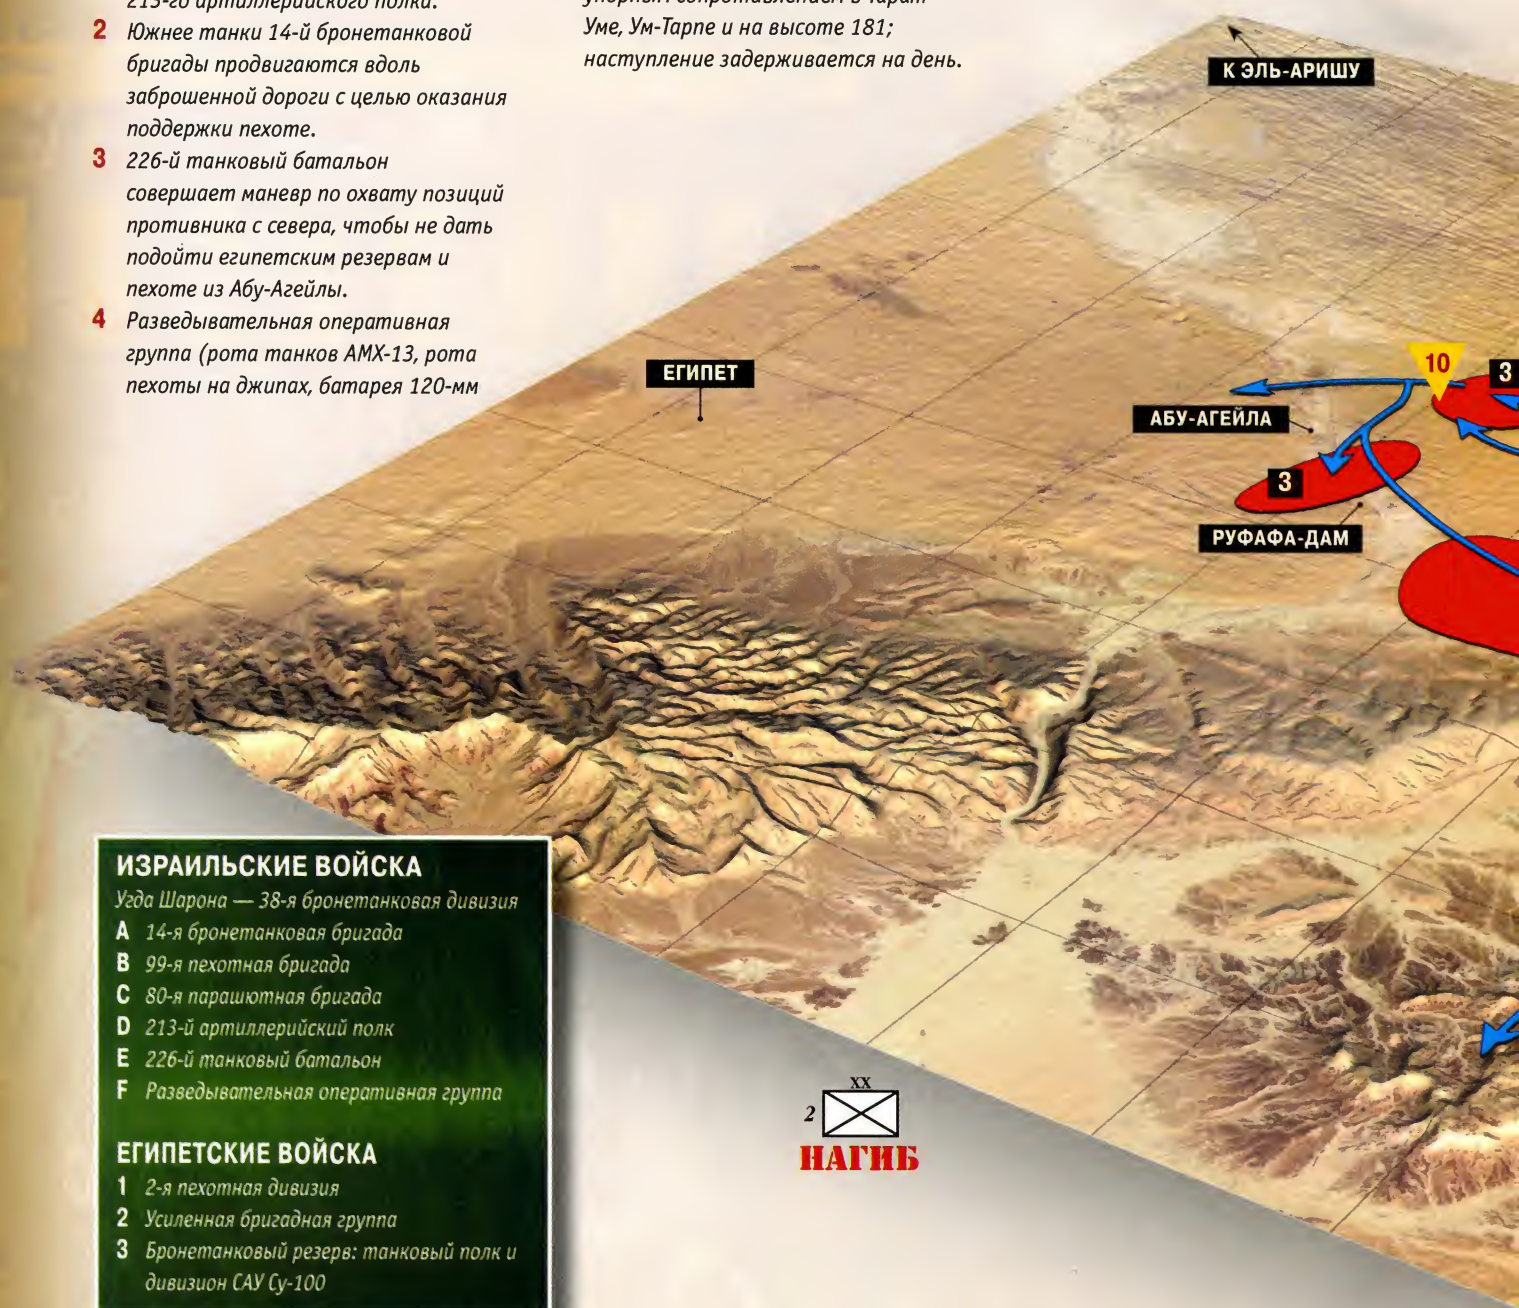 213-го артиллерийского полка.
2 Южнее танки 14-й бронетанковой
бригады продвигаются вдоль
заброшенной дороги с целью оказания
поддержки пехоте.
3 226-й танковый батальон
совершает маневр по охвату позиций
противника с севера, чтобы не дать
подойти египетским резервам и
пехоте из Абу-Агейлы.
4 Разведывательная оперативная
группа (рота танков АМХ-13, рота
пехоты на джипах, батарея 120-мм
Уме, Ум-Тарпе и на высоте 181;
наступление задерживается на день.
К ЭЛЬ-АРИШУ
ЕГИПЕТ
10
3
АБУ-АГЕЙЛА
3
РУФАФА-ДАМ
ИЗРАИЛЬСКИЕ ВОЙСКА
Угда Шарона — 38-я бронетанковая дивизия
A 14-я бронетанковая бригада
B 99-я пехотная бригада
C 80-я парашютная бригада
D 213-й артиллерийский полк
E 226-й танковый батальон
F Разведывательная оперативная группа
ЕГИПЕТСКИЕ ВОЙСКА
1 2-я пехотная дивизия
2 Усиленная бригадная группа
3 Бронетанковый резерв: танковый полк и
дивизион САУ Су-100
XX
2
НАГИБ